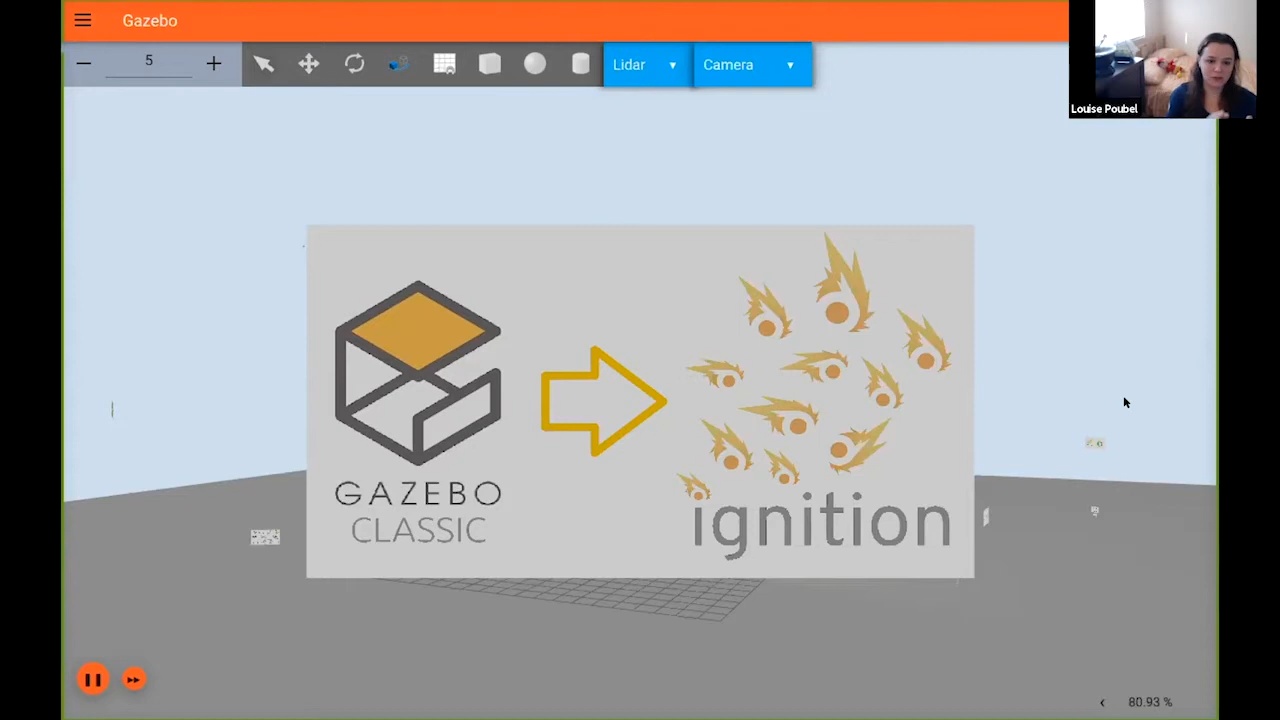 Gazebo
5
Lidar
Camera
Louise Poubel
GAZEBO
CLASSIC
ignition
80.93 %